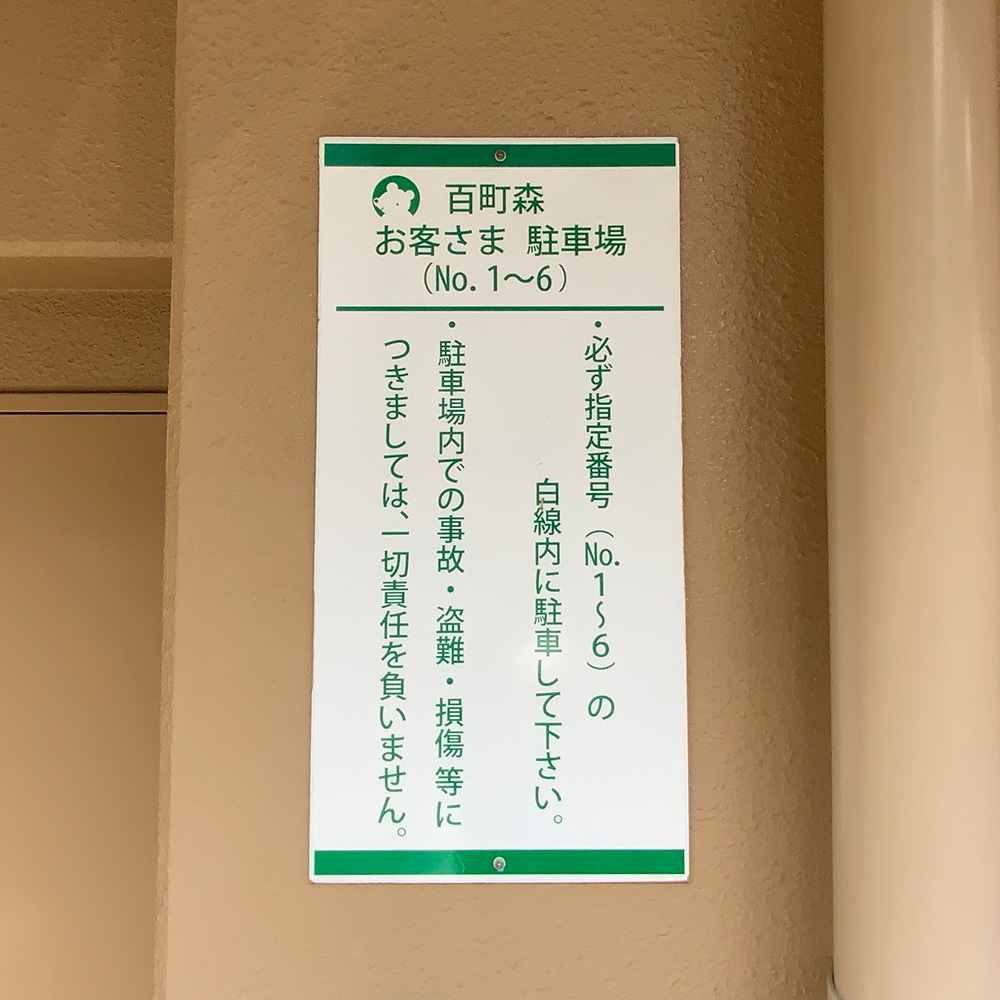 百町森
お客さま 駐車場
(No. 1〜6)
・必ず指定番号(No. 1〜6)の
白線内に駐車して下さい。
・駐車場内での事故・盗難・損傷 等に
つきましては、一切責任を負いません。